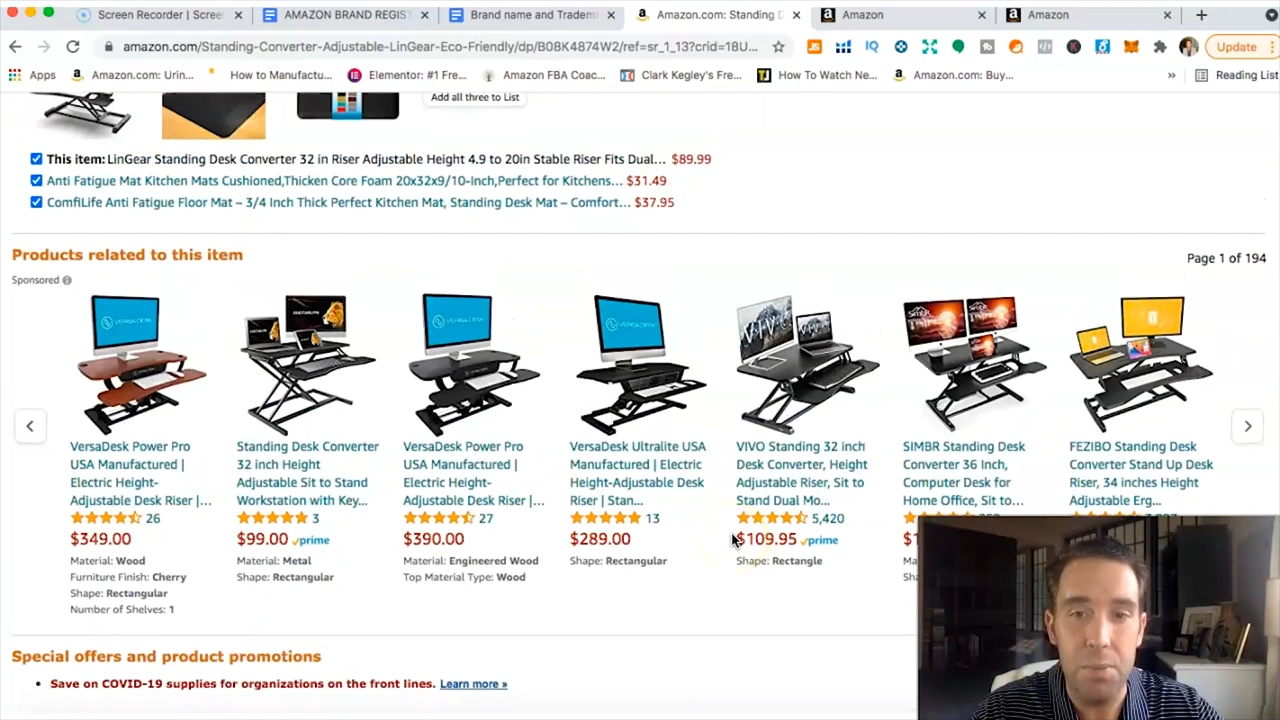 Screen Recorder | Scree
AMAZON BRAND REGIST
Brand name and Tradem
Amazon.com: Standing D
Amazon
Amazon
amazon.com/Standing-Converter-Adjustable-LinGear-Eco-Friendly/dp/B08K4874W2/ref=sr_1_13?crid=18U...
Update
Apps
Amazon.com: Urin...
How to Manufactu...
Elementor: #1 Fre...
Amazon FBA Coac...
Clark Kegley's Fre...
How To Watch Ne...
Amazon.com: Buy...
»
Reading List
Add all three to List
This item: LinGear Standing Desk Converter 32 in Riser Adjustable Height 4.9 to 20in Stable Riser Fits Dual... $89.99
Anti Fatigue Mat Kitchen Mats Cushioned,Thicken Core Foam 20x32x9/10-Inch,Perfect for Kitchens... $31.49
ComfiLife Anti Fatigue Floor Mat – 3/4 Inch Thick Perfect Kitchen Mat, Standing Desk Mat – Comfort... $37.95
Products related to this item
Page 1 of 194
Sponsored
VersaDesk Power Pro
USA Manufactured |
Electric Height-
Adjustable Desk Riser |...
26
$349.00
Material: Wood
Furniture Finish: Cherry
Shape: Rectangular
Number of Shelves: 1
Standing Desk Converter
32 inch Height
Adjustable Sit to Stand
Workstation with Key...
3
$99.00 prime
Material: Metal
Shape: Rectangular
VersaDesk Power Pro
USA Manufactured |
Electric Height-
Adjustable Desk Riser |...
27
$390.00
Material: Engineered Wood
Top Material Type: Wood
VersaDesk Ultralite USA
Manufactured | Electric
Height-Adjustable Desk
Riser | Stan...
13
$289.00
Shape: Rectangular
VIVO
VIVO Standing 32 inch
Desk Converter, Height
Adjustable Riser, Sit to
Stand Dual Mo...
5,420
$109.95 prime
Shape: Rectangle
SIMBR Standing Desk
Converter 36 Inch,
Computer Desk for
Home Office, Sit to...
FEZIBO Standing Desk
Converter Stand Up Desk
Riser, 34 inches Height
Adjustable Erg...
Special offers and product promotions
Save on COVID-19 supplies for organizations on the front lines. Learn more »